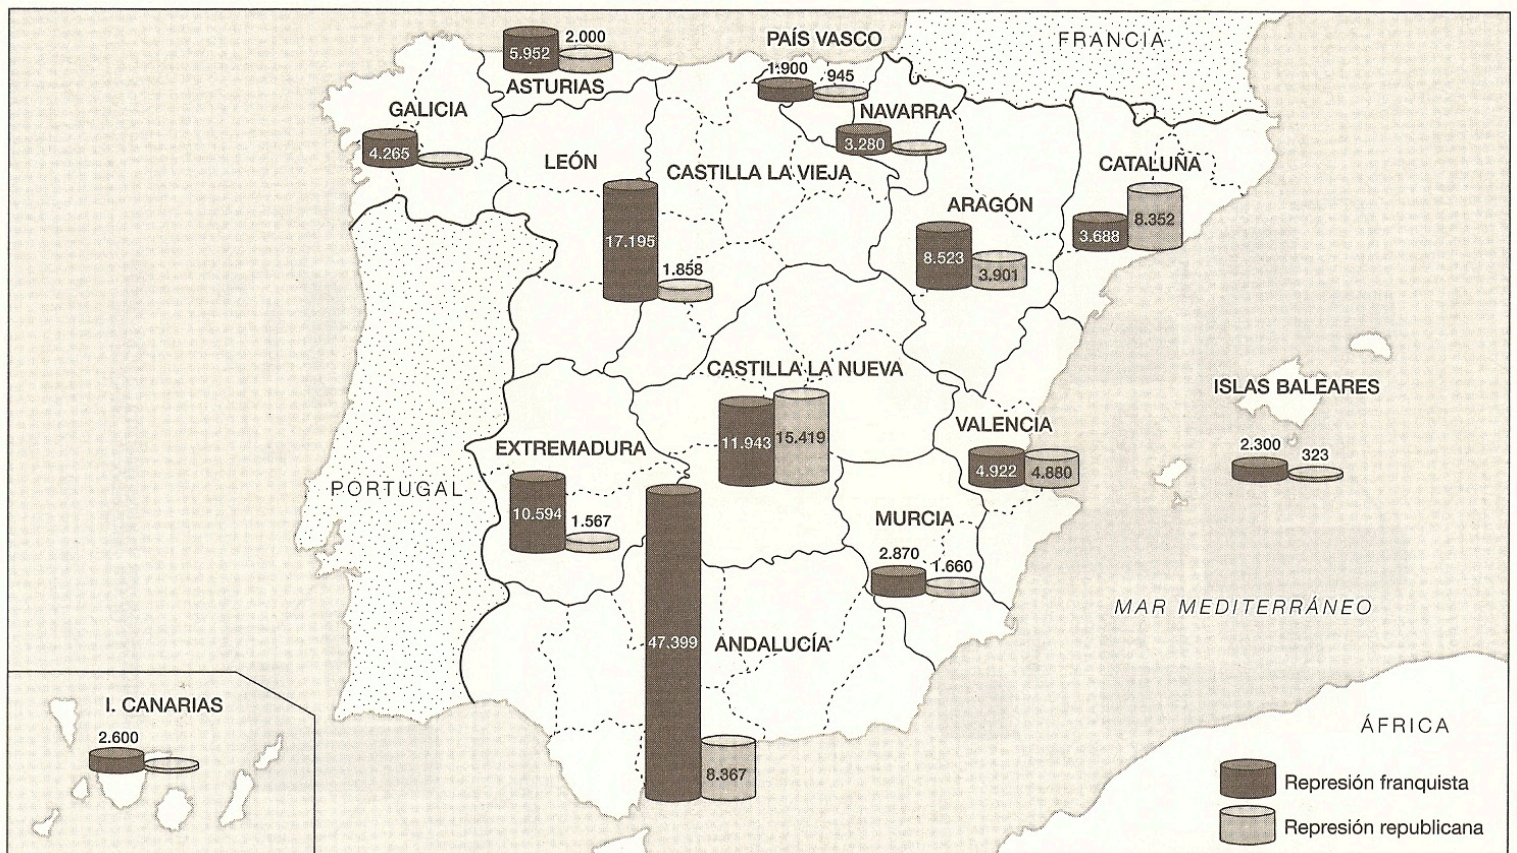 FRANCIA
PAÍS VASCO
1.900
945
5.952
2.000
ASTURIAS
GALICIA
4.265
NAVARRA
3.280
LEÓN
CASTILLA LA VIEJA
17.195
1.858
CATALUÑA
3.688
8.352
ARAGÓN
8.523
3.901
CASTILLA LA NUEVA
11.943
15.419
ISLAS BALEARES
2.300
323
VALENCIA
4.922
4.880
EXTREMADURA
10.594
1.567
PORTUGAL
MURCIA
2.870
1.660
MAR MEDITERRÁNEO
47.399
ANDALUCÍA
8.367
I. CANARIAS
2.600
ÁFRICA
Represión franquista
Represión republicana